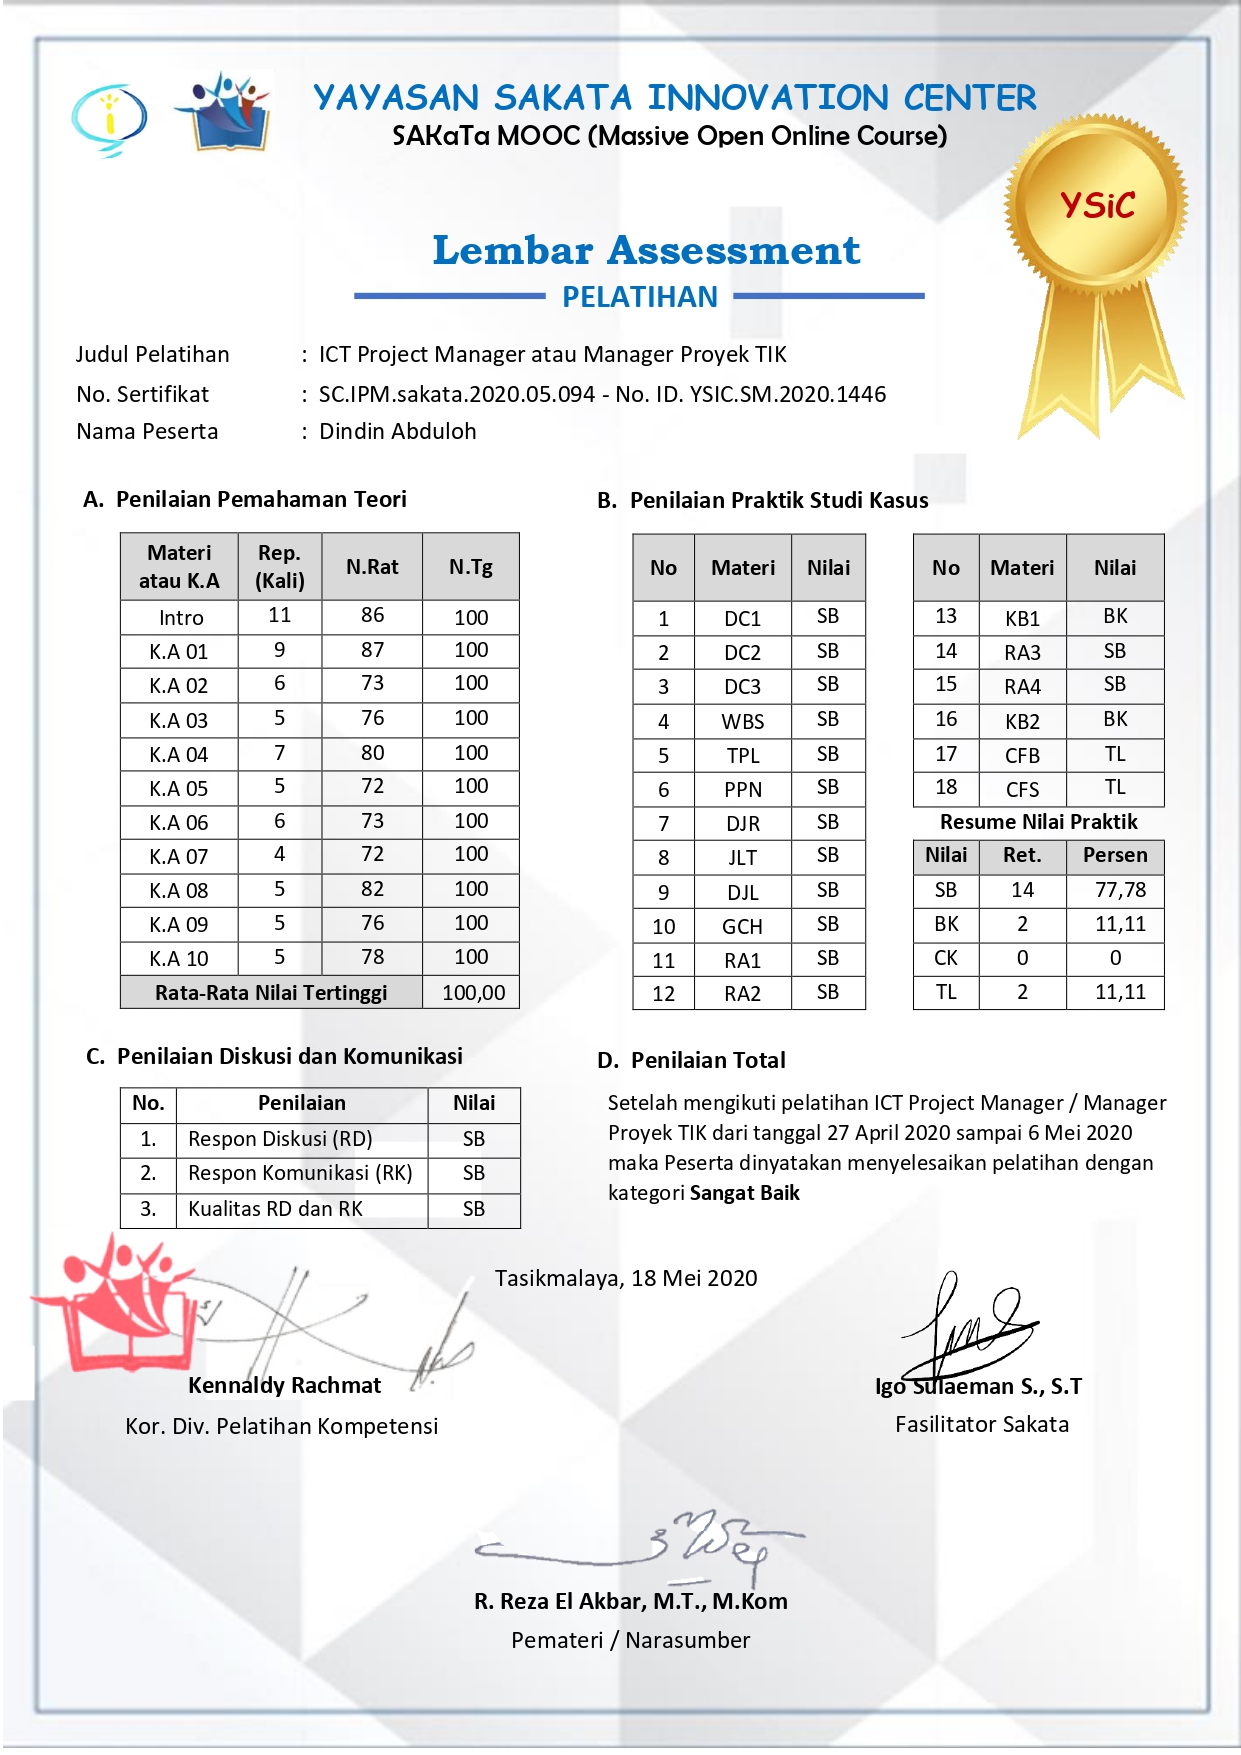 YAYASAN SAKATA INNOVATION CENTER
SAKaTa MOOC (Massive Open Online Course)
YSiC
Lembar Assessment
PELATIHAN
Judul Pelatihan : ICT Project Manager atau Manager Proyek TIK
No. Sertifikat : SC.IPM.sakata.2020.05.094 - No. ID. YSIC.SM.2020.1446
Nama Peserta : Dindin Abduloh
A. Penilaian Pemahaman Teori
Materi atau K.A Rep. (Kali) N.Rat N.Tg
Intro 11 86 100
K.A 01 9 87 100
K.A 02 6 73 100
K.A 03 5 76 100
K.A 04 7 80 100
K.A 05 5 72 100
K.A 06 6 73 100
K.A 07 4 72 100
K.A 08 5 82 100
K.A 09 5 76 100
K.A 10 5 78 100
Rata-Rata Nilai Tertinggi 100,00
B. Penilaian Praktik Studi Kasus
No Materi Nilai
1 DC1 SB
2 DC2 SB
3 DC3 SB
4 WBS SB
5 TPL SB
6 PPN SB
7 DJR SB
8 JLT SB
9 DJL SB
10 GCH SB
11 RA1 SB
12 RA2 SB
No Materi Nilai
13 KB1 BK
14 RA3 SB
15 RA4 SB
16 KB2 BK
17 CFB TL
18 CFS TL
Resume Nilai Praktik
Nilai Ret. Persen
SB 14 77,78
BK 2 11,11
CK 0 0
TL 2 11,11
C. Penilaian Diskusi dan Komunikasi
No. Penilaian Nilai
1. Respon Diskusi (RD) SB
2. Respon Komunikasi (RK) SB
3. Kualitas RD dan RK SB
D. Penilaian Total
Setelah mengikuti pelatihan ICT Project Manager / Manager
Proyek TIK dari tanggal 27 April 2020 sampai 6 Mei 2020
maka Peserta dinyatakan menyelesaikan pelatihan dengan
kategori Sangat Baik
Tasikmalaya, 18 Mei 2020
Kennaldy Rachmat
Kor. Div. Pelatihan Kompetensi
Igo Sulaeman S., S.T
Fasilitator Sakata
R. Reza El Akbar, M.T., M.Kom
Pemateri / Narasumber